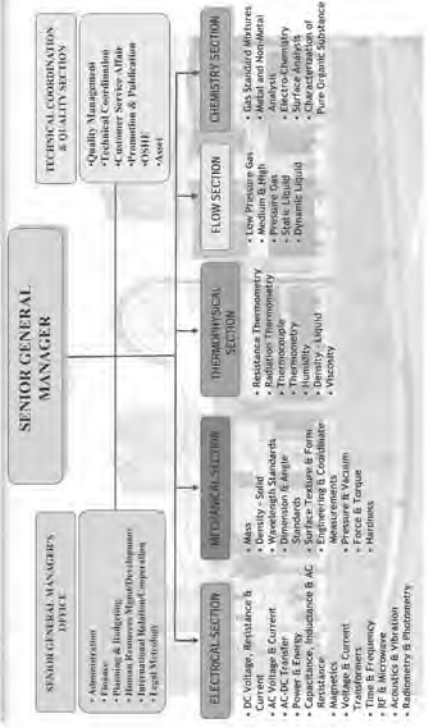 SENIOR GENERAL
MANAGER
SENIOR GENERAL MANAGER'S
OFFICE
•Administration
•Finance
•Planning & Budgeting
•Human Resources Mgmt/Development
•International Relation/Cooperation
•Legal Metrology
TECHNICAL COORDINATION
& QUALITY SECTION
•Quality Management
•Technical Coordination
•Customer Service Affair
•Promotion & Publication
•OSHE
•Asset
ELECTRICAL SECTION
• DC Voltage, Resistance &
Current
• AC Voltage & Current
• AC-DC Transfer
• Power & Energy
• Capacitance, Inductance & AC
Resistance
• Magnetics
• Voltage & Current
Transformers
• Time & Frequency
• RF & Microwave
• Acoustics & Vibration
• Radiometry & Photometry
MECHANICAL SECTION
• Mass
• Density - Solid
• Wavelength Standards
• Dimension & Angle
Standards
• Surface Texture & Form
• Engineering & Coordinate
Measurements
• Pressure & Vacuum
• Force & Torque
• Hardness
THERMOPHYSICAL
SECTION
• Resistance Thermometry
• Radiation Thermometry
• Thermocouple
• Thermometry
• Humidity
• Density - Liquid
• Viscosity
FLOW SECTION
• Low Pressure Gas
• Medium & High
• Pressure Gas
• Static Liquid
• Dynamic Liquid
CHEMISTRY SECTION
• Gas Standard Mixtures
• Metal and Non-Metal
Analysis
• Electro-Chemistry
• Surface Analysis
• Characterization of
Pure Organic Substance